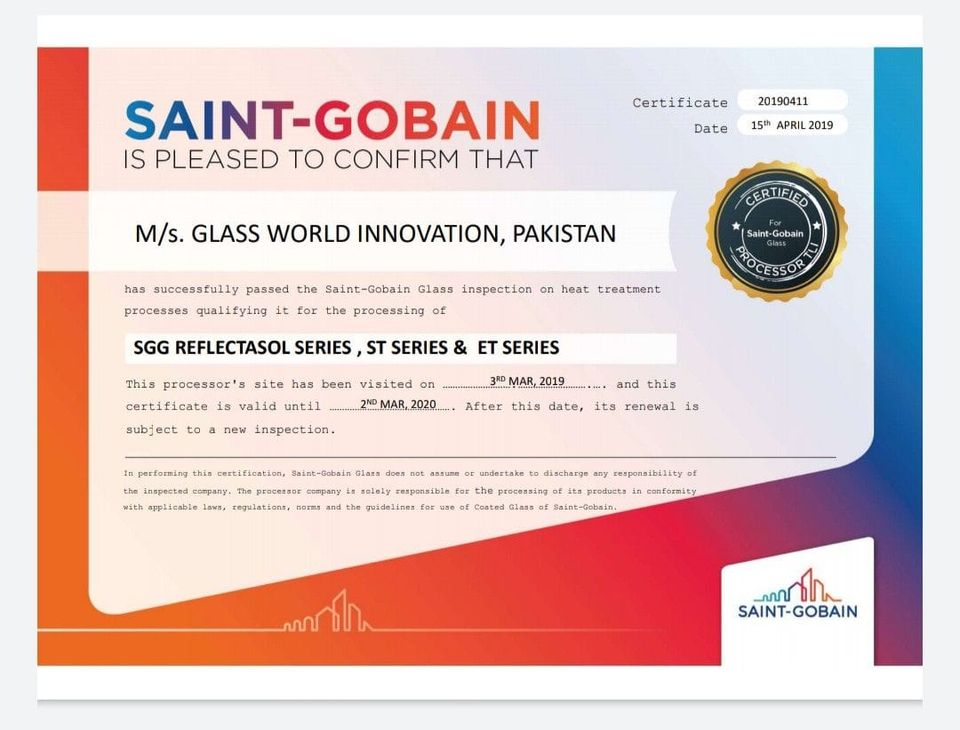 SAINT-GOBAIN
IS PLEASED TO CONFIRM THAT
Certificate 20190411
Date 15th APRIL 2019
CERTIFIED
For
Saint-Gobain
Glass
PROCESSOR TLI
M/s. GLASS WORLD INNOVATION, PAKISTAN
has successfully passed the Saint-Gobain Glass inspection on heat treatment
processes qualifying it for the processing of
SGG REFLECTASOL SERIES , ST SERIES & ET SERIES
This processor's site has been visited on ........3RD MAR, 2019........ and this
certificate is valid until ........2ND MAR, 2020........ After this date, its renewal is
subject to a new inspection.
In performing this certification, Saint-Gobain Glass does not assume or undertake to discharge any responsibility of
the inspected company. The processor company is solely responsible for the processing of its products in conformity
with applicable laws, regulations, norms and the guidelines for use of Coated Glass of Saint-Gobain.
SAINT-GOBAIN